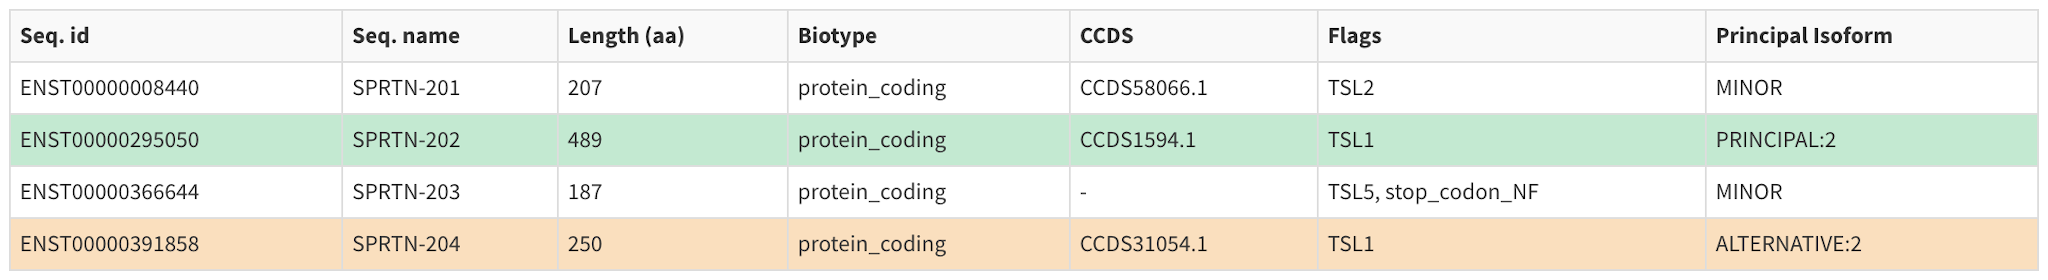 Seq. id Seq. name Length (aa) Biotype CCDS Flags Principal Isoform
ENST00000008440 SPRTN-201 207 protein_coding CCDS58066.1 TSL2 MINOR
ENST00000295050 SPRTN-202 489 protein_coding CCDS1594.1 TSL1 PRINCIPAL:2
ENST00000366644 SPRTN-203 187 protein_coding - TSL5, stop_codon_NF MINOR
ENST00000391858 SPRTN-204 250 protein_coding CCDS31054.1 TSL1 ALTERNATIVE:2